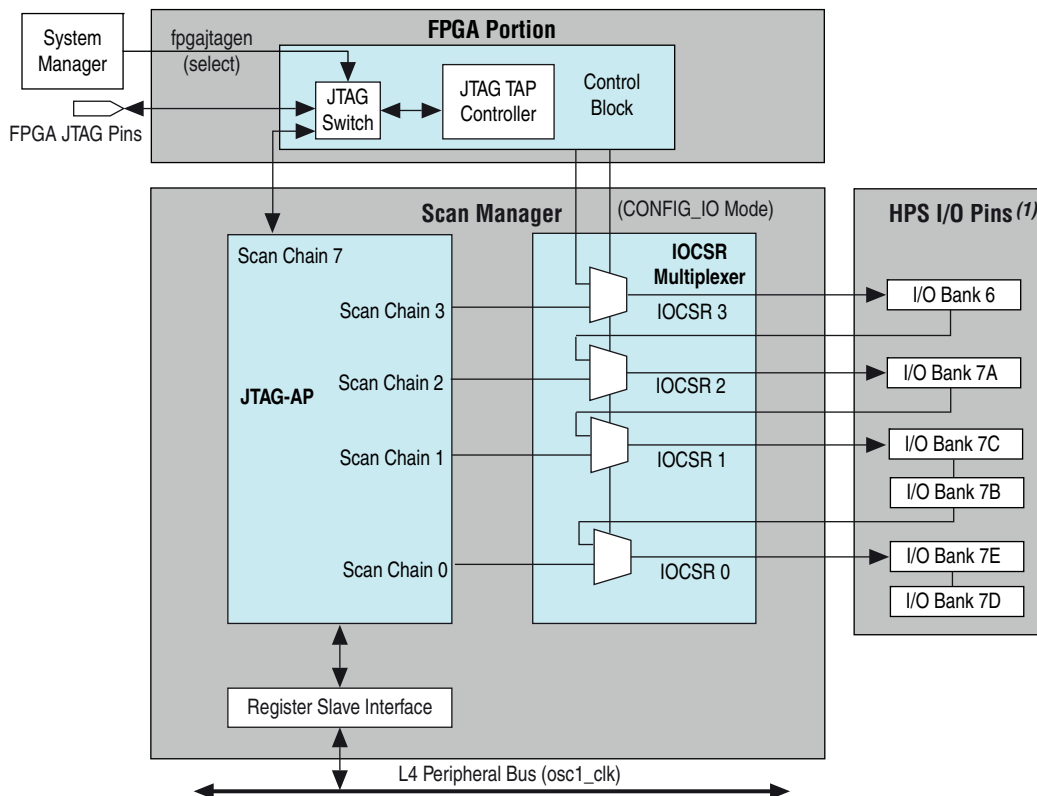 System
Manager
fpgajtagen
(select)
FPGA Portion
JTAG
Switch
JTAG TAP
Controller
Control
Block
FPGA JTAG Pins
Scan Manager
(CONFIG_IO Mode)
HPS I/O Pins (1)
Scan Chain 7
IOCSR
Multiplexer
I/O Bank 6
Scan Chain 3
IOCSR 3
I/O Bank 7A
Scan Chain 2
IOCSR 2
JTAG-AP
I/O Bank 7C
Scan Chain 1
IOCSR 1
I/O Bank 7B
I/O Bank 7E
Scan Chain 0
IOCSR 0
I/O Bank 7D
Register Slave Interface
L4 Peripheral Bus (osc1_clk)